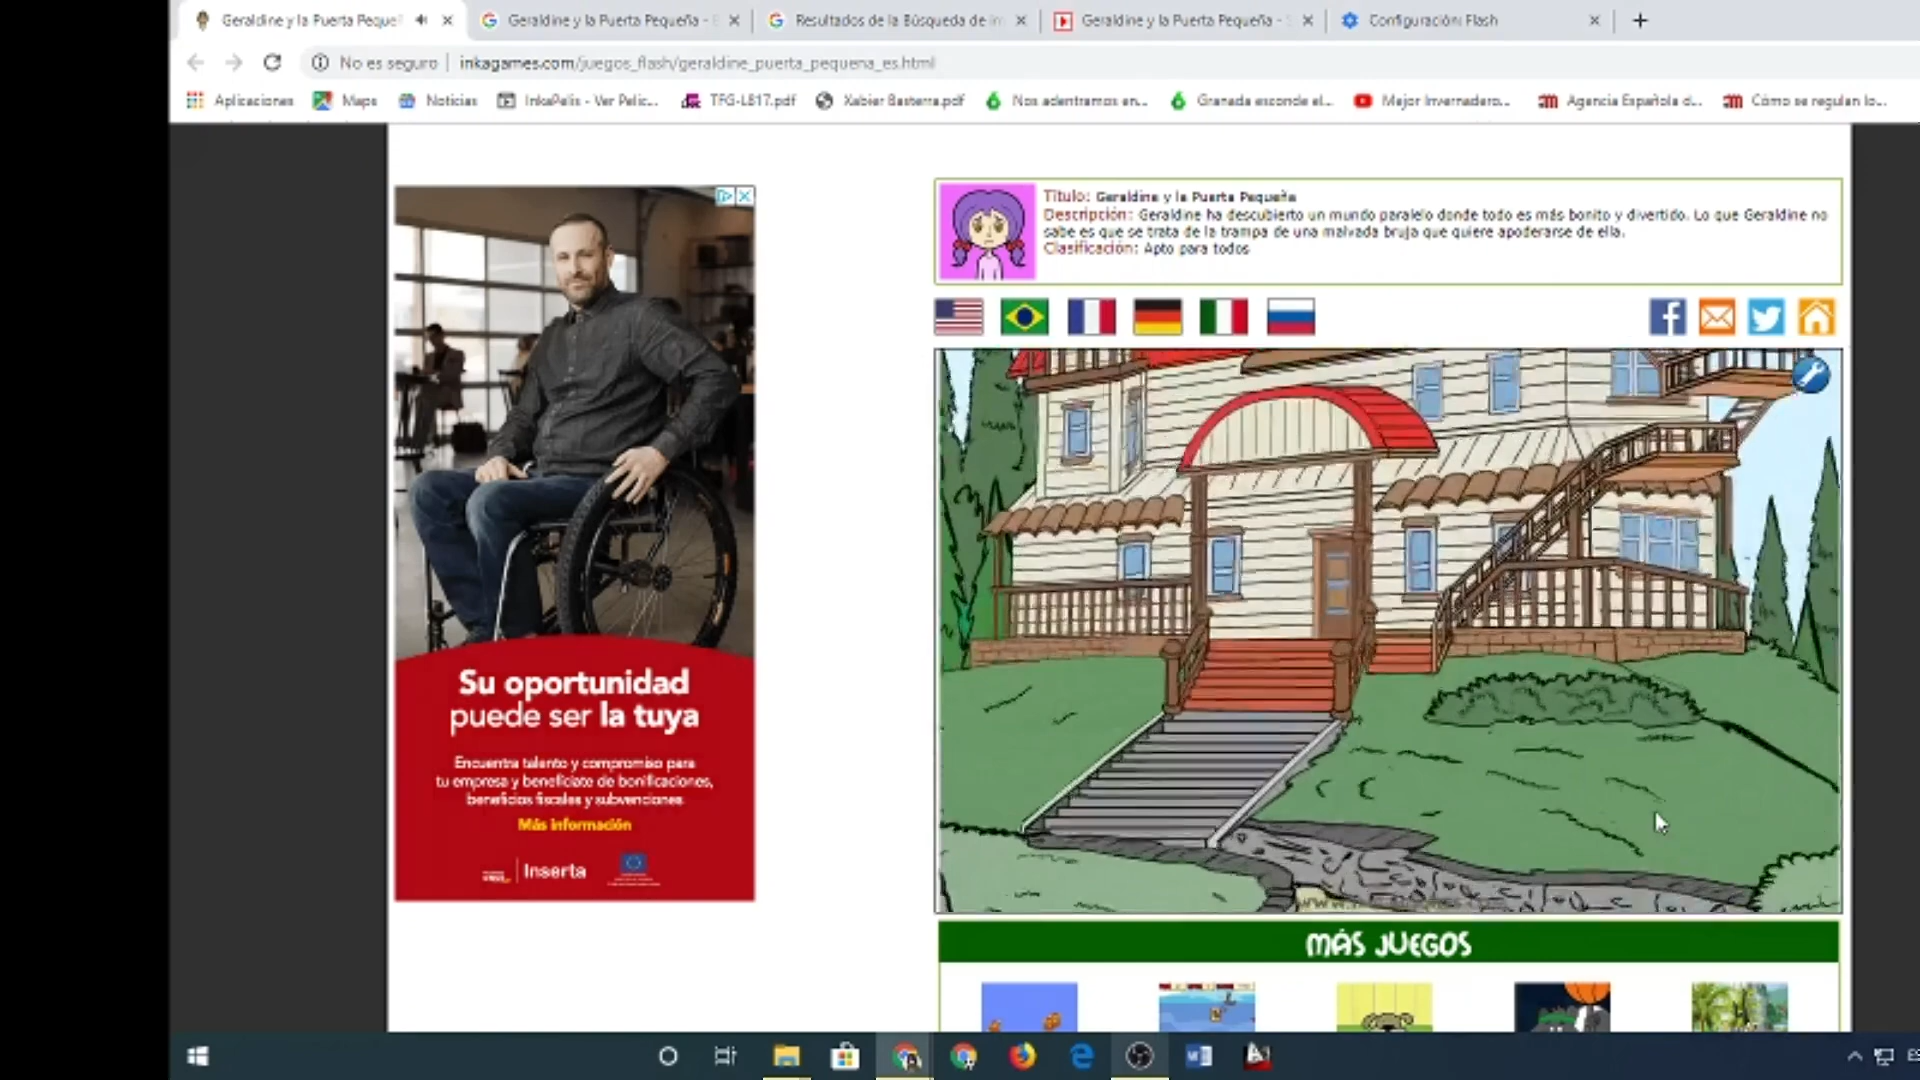 Geraldine y la Puerta Pequeñ
Geraldine y la Puerta Pequeña -
Resultados de la Búsqueda de im
Geraldine y la Puerta Pequeña -
Configuración Flash
No es seguro
inkagames.com/juegos_flash/geraldine_puerta_pequena_es.html
Aplicaciones
Maps
Noticias
InkaPelis - Ver Pelic...
TFG-L817.pdf
Xabier Basterra.pdf
Nos adentramos en...
Granada esconde el...
Mejor Invernadero...
Agencia Española d...
Cómo se regulan lo...
Título: Geraldine y la Puerta Pequeña
Descripción: Geraldine ha descubierto un mundo paralelo donde todo es más bonito y divertido. Lo que Geraldine no
sabe es que se trata de la trampa de una malvada bruja que quiere apoderarse de ella.
Clasificación: Apto para todos
Su oportunidad
puede ser la tuya
Encuentra talento y compromiso para
tu empresa y benefíciate de bonificaciones,
beneficios fiscales y subvenciones
Más información
Inserta
MÁS JUEGOS